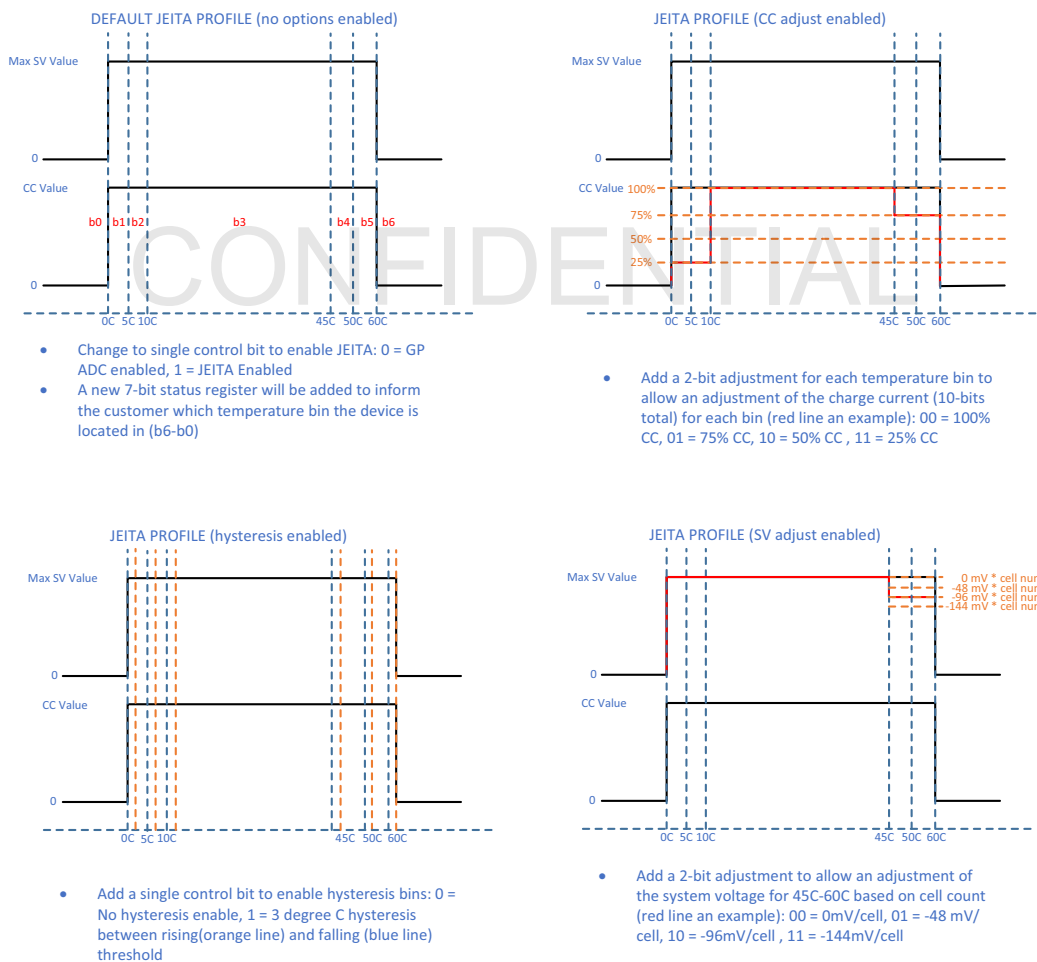 DEFAULT JEITA PROFILE (no options enabled)
Max SV Value
0
CC Value
b0 b1 b2 b3 b4 b5 b6
0
0C 5C 10C 45C 50C 60C
• Change to single control bit to enable JEITA: 0 = GP
ADC enabled, 1 = JEITA Enabled
• A new 7-bit status register will be added to inform
the customer which temperature bin the device is
located in (b6-b0)
JEITA PROFILE (CC adjust enabled)
Max SV Value
0
CC Value 100%
75%
50%
25%
0
0C 5C 10C 45C 50C 60C
• Add a 2-bit adjustment for each temperature bin to
allow an adjustment of the charge current (10-bits
total) for each bin (red line an example): 00 = 100%
CC, 01 = 75% CC, 10 = 50% CC , 11 = 25% CC
CONFIDENTIAL
JEITA PROFILE (hysteresis enabled)
Max SV Value
0
CC Value
0
0C 5C 10C 45C 50C 60C
• Add a single control bit to enable hysteresis bins: 0 =
No hysteresis enable, 1 = 3 degree C hysteresis
between rising(orange line) and falling (blue line)
threshold
JEITA PROFILE (SV adjust enabled)
Max SV Value
0 mV * cell nur
-48 mV * cell nur
-96 mV * cell nur
-144 mV * cell nur
0
CC Value
0
0C 5C 10C 45C 50C 60C
• Add a 2-bit adjustment to allow an adjustment of
the system voltage for 45C-60C based on cell count
(red line an example): 00 = 0mV/cell, 01 = -48 mV/
cell, 10 = -96mV/cell , 11 = -144mV/cell